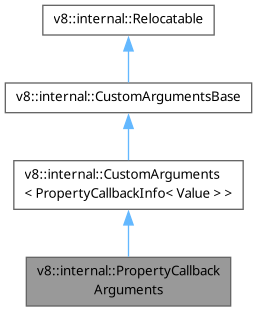 v8::internal::Relocatable
v8::internal::CustomArgumentsBase
v8::internal::CustomArguments
< PropertyCallbackInfo< Value > >
v8::internal::PropertyCallback
Arguments